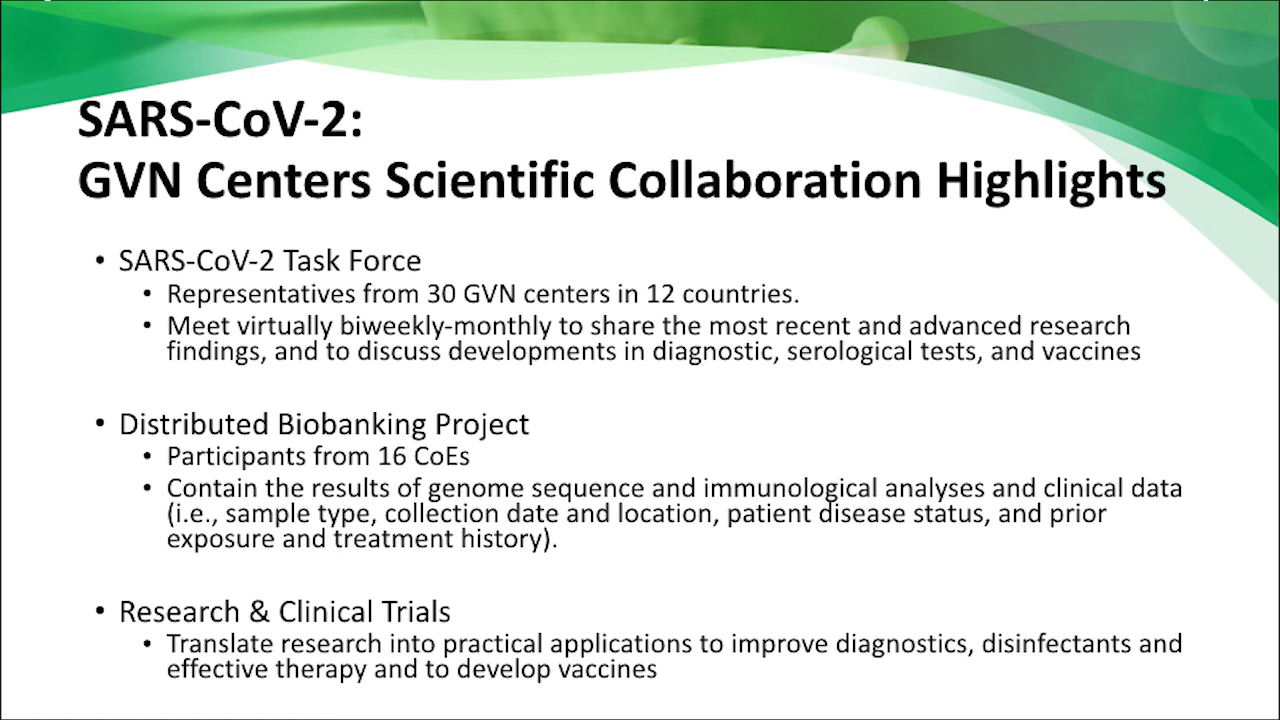 SARS-CoV-2:
GVN Centers Scientific Collaboration Highlights
• SARS-CoV-2 Task Force
• Representatives from 30 GVN centers in 12 countries.
• Meet virtually biweekly-monthly to share the most recent and advanced research
findings, and to discuss developments in diagnostic, serological tests, and vaccines
• Distributed Biobanking Project
• Participants from 16 CoEs
• Contain the results of genome sequence and immunological analyses and clinical data
(i.e., sample type, collection date and location, patient disease status, and prior
exposure and treatment history).
• Research & Clinical Trials
• Translate research into practical applications to improve diagnostics, disinfectants and
effective therapy and to develop vaccines